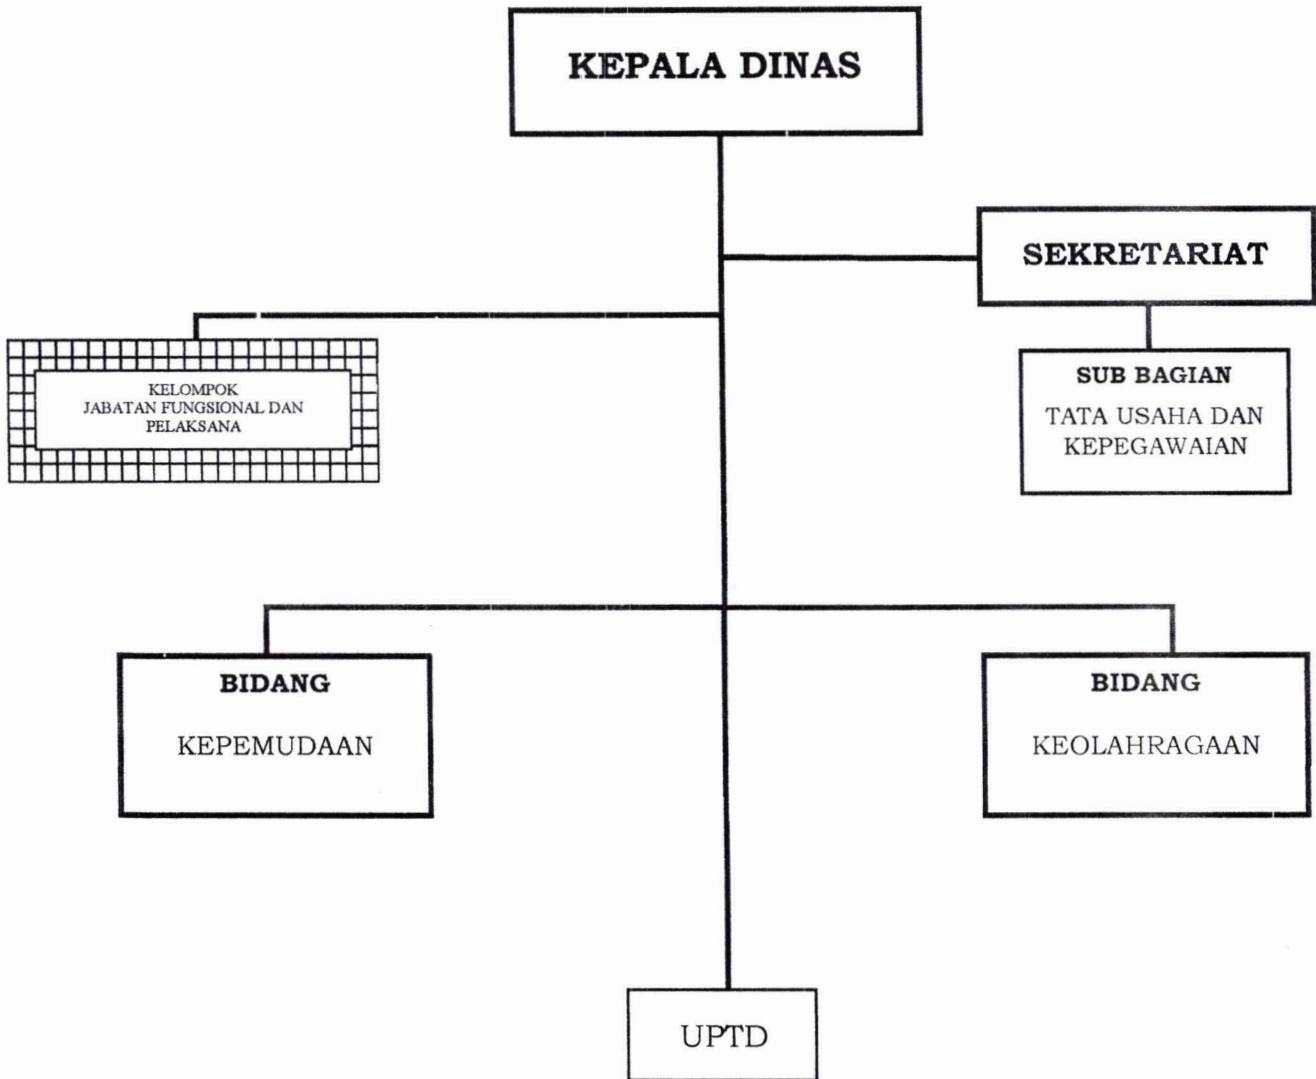 KEPALA DINAS
SEKRETARIAT
KELOMPOK
JABATAN FUNGSIONAL DAN
PELAKSANA
SUB BAGIAN
TATA USAHA DAN
KEPEGAWAIAN
BIDANG
KEPEMUDAAN
BIDANG
KEOLAHRAGAAN
UPTD